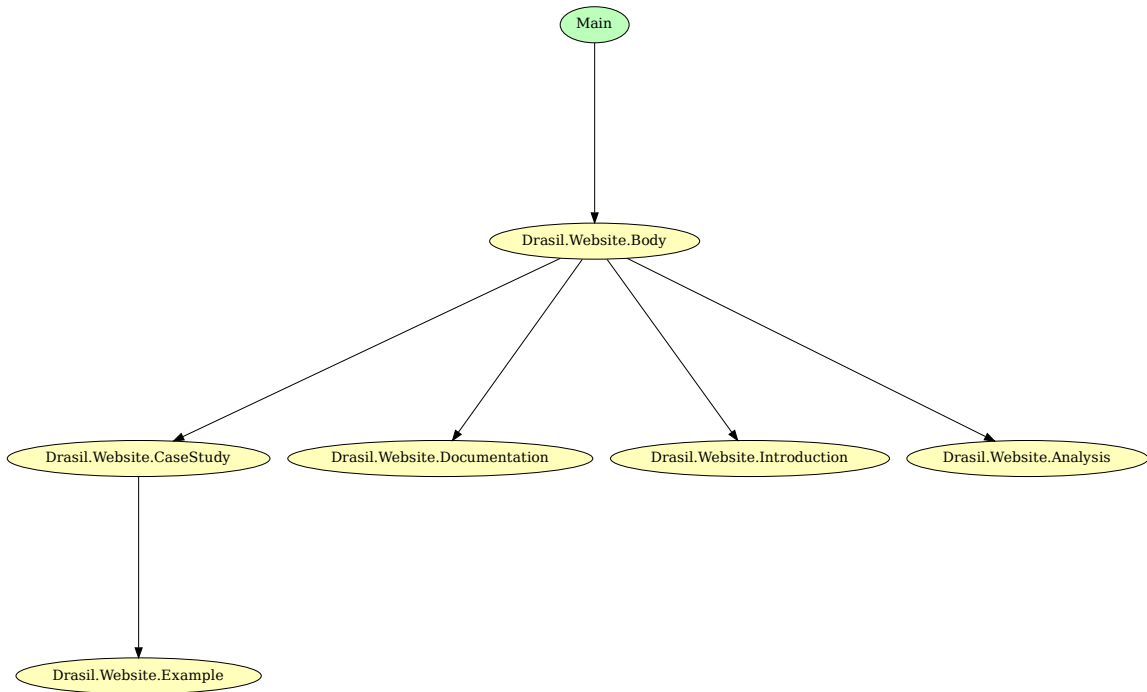 Main
Drasil.Website.Body
Drasil.Website.CaseStudy
Drasil.Website.Documentation
Drasil.Website.Introduction
Drasil.Website.Analysis
Drasil.Website.Example